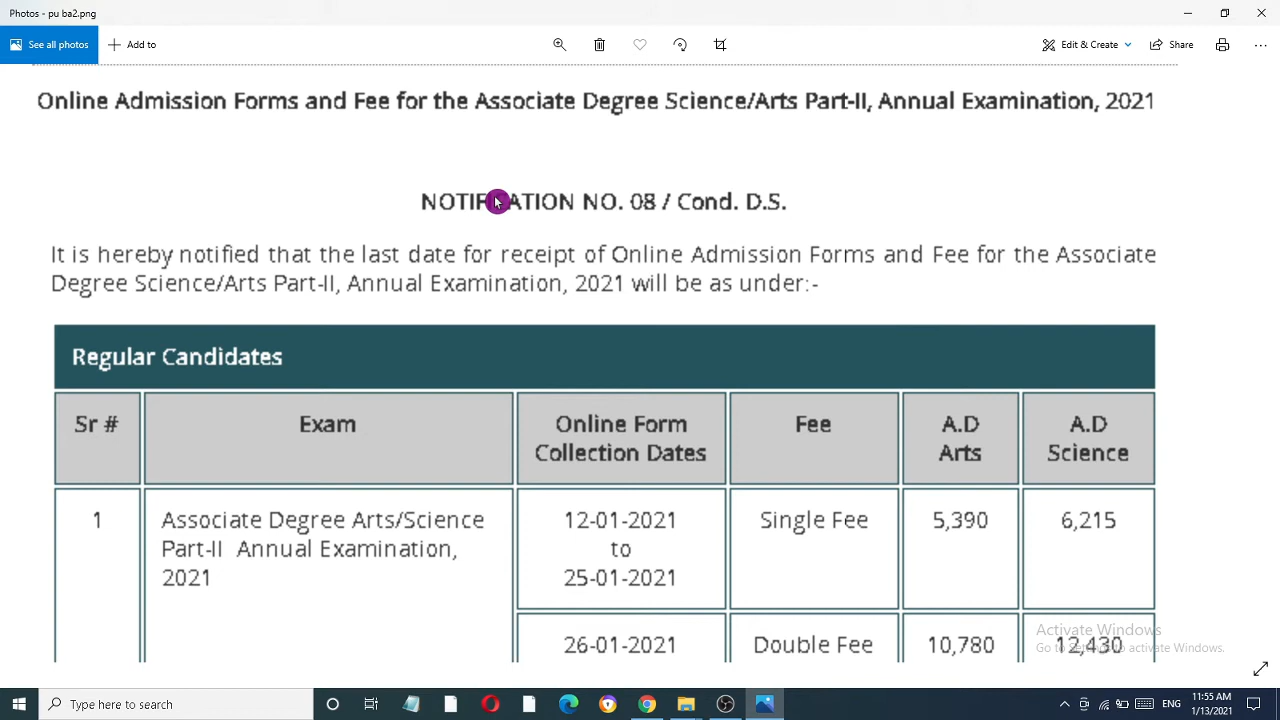 Photos - pu ba2.png
See all photos
Add to
Edit & Create
Share
Online Admission Forms and Fee for the Associate Degree Science/Arts Part-II, Annual Examination, 2021
NOTIFICATION NO. 08 / Cond. D.S.
It is hereby notified that the last date for receipt of Online Admission Forms and Fee for the Associate
Degree Science/Arts Part-II, Annual Examination, 2021 will be as under:-
Regular Candidates
Sr #
Exam
Online Form
Collection Dates
Fee
A.D
Arts
A.D
Science
1
Associate Degree Arts/Science
Part-II Annual Examination,
2021
12-01-2021
to
25-01-2021
Single Fee
5,390
6,215
26-01-2021
Double Fee
10,780
12,430
Activate Windows
Go to Settings to activate Windows.
Type here to search
ENG
11:55 AM
1/13/2021